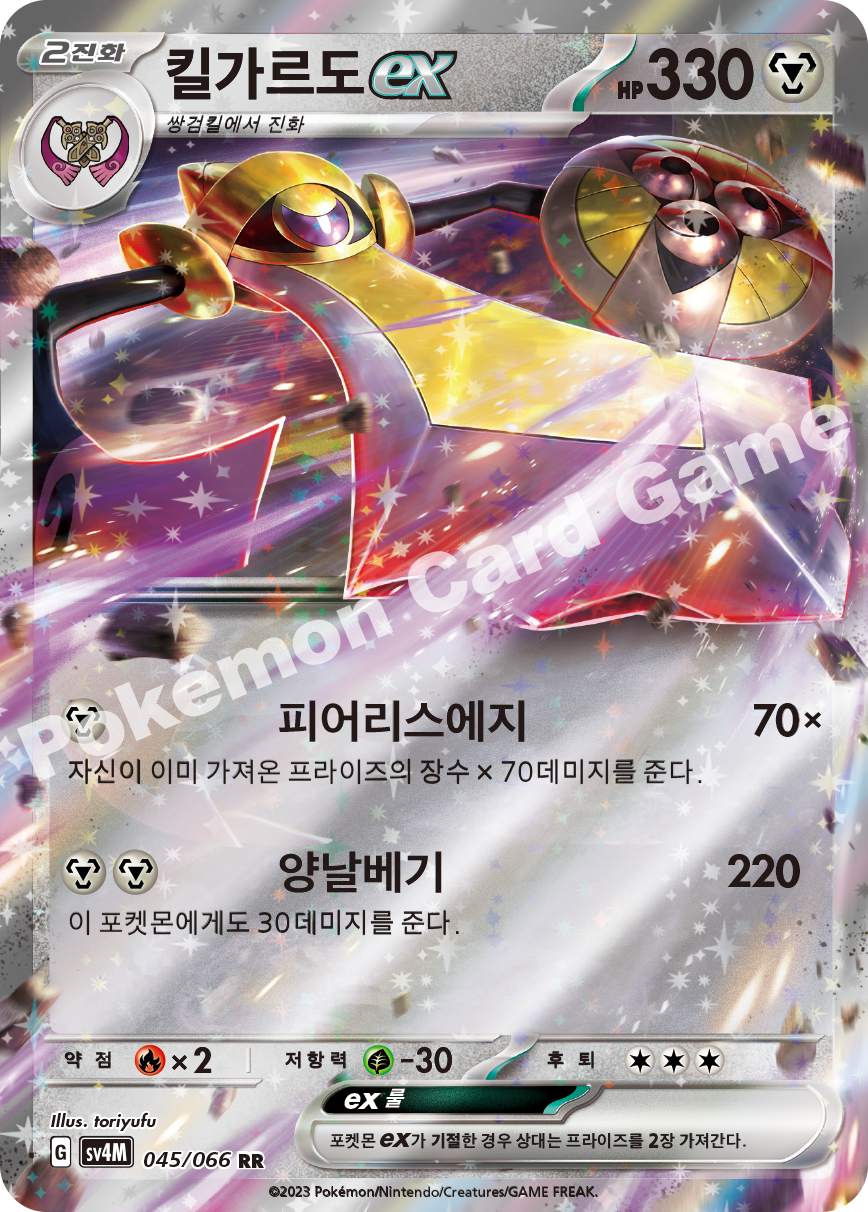 2진화
킬가르도 ex
HP 330
쌍검킬에서 진화
Pokémon Card Game
피어리스에지 70×
자신이 이미 가져온 프라이즈의 장수 × 70데미지를 준다.
양날베기 220
이 포켓몬에게도 30데미지를 준다.
약점 ×2 저항력 -30 후퇴
ex 룰
포켓몬 ex가 기절한 경우 상대는 프라이즈를 2장 가져간다.
Illus. toriyufu
G sv4M 045/066 RR
©2023 Pokémon/Nintendo/Creatures/GAME FREAK.